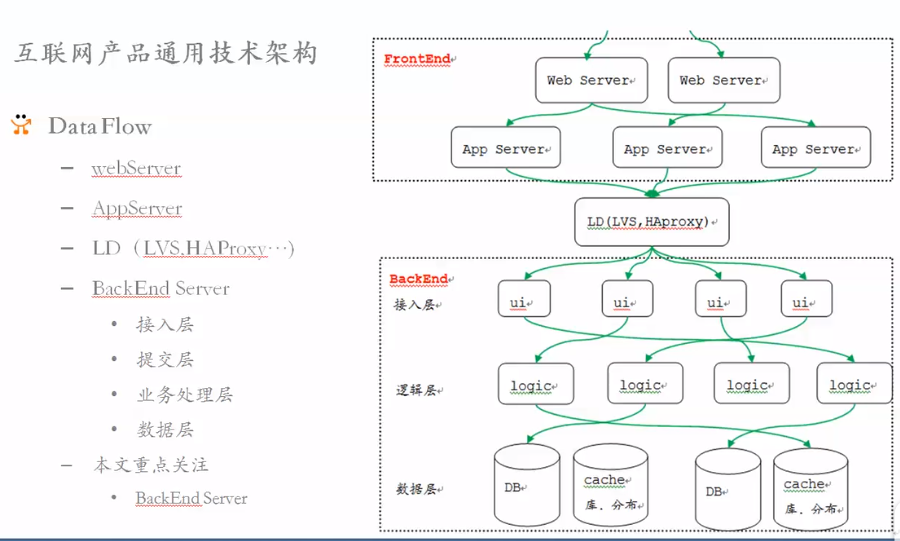 互联网产品通用技术架构
Data Flow
– webServer
– AppServer
– LD（LVS,HAProxy…)
– BackEnd Server
• 接入层
• 提交层
• 业务处理层
• 数据层
– 本文重点关注
• BackEnd Server
FrontEnd
Web Server
Web Server
App Server
App Server
App Server
LD(LVS,HAproxy)
BackEnd
接入层
ui
ui
ui
ui
逻辑层
logic
logic
logic
logic
数据层
DB
cache
库．分布
DB
cache
库．分布